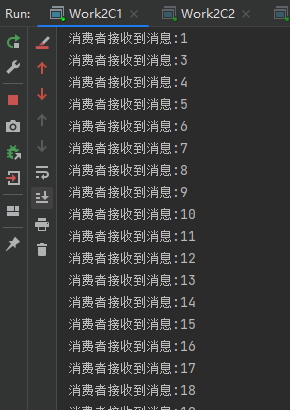 Run: Work2C1 × Work2C2 ×
消费者接收到消息:1
消费者接收到消息:3
消费者接收到消息:4
消费者接收到消息:5
消费者接收到消息:6
消费者接收到消息:7
消费者接收到消息:8
消费者接收到消息:9
消费者接收到消息:10
消费者接收到消息:11
消费者接收到消息:12
消费者接收到消息:13
消费者接收到消息:14
消费者接收到消息:15
消费者接收到消息:16
消费者接收到消息:17
消费者接收到消息:18